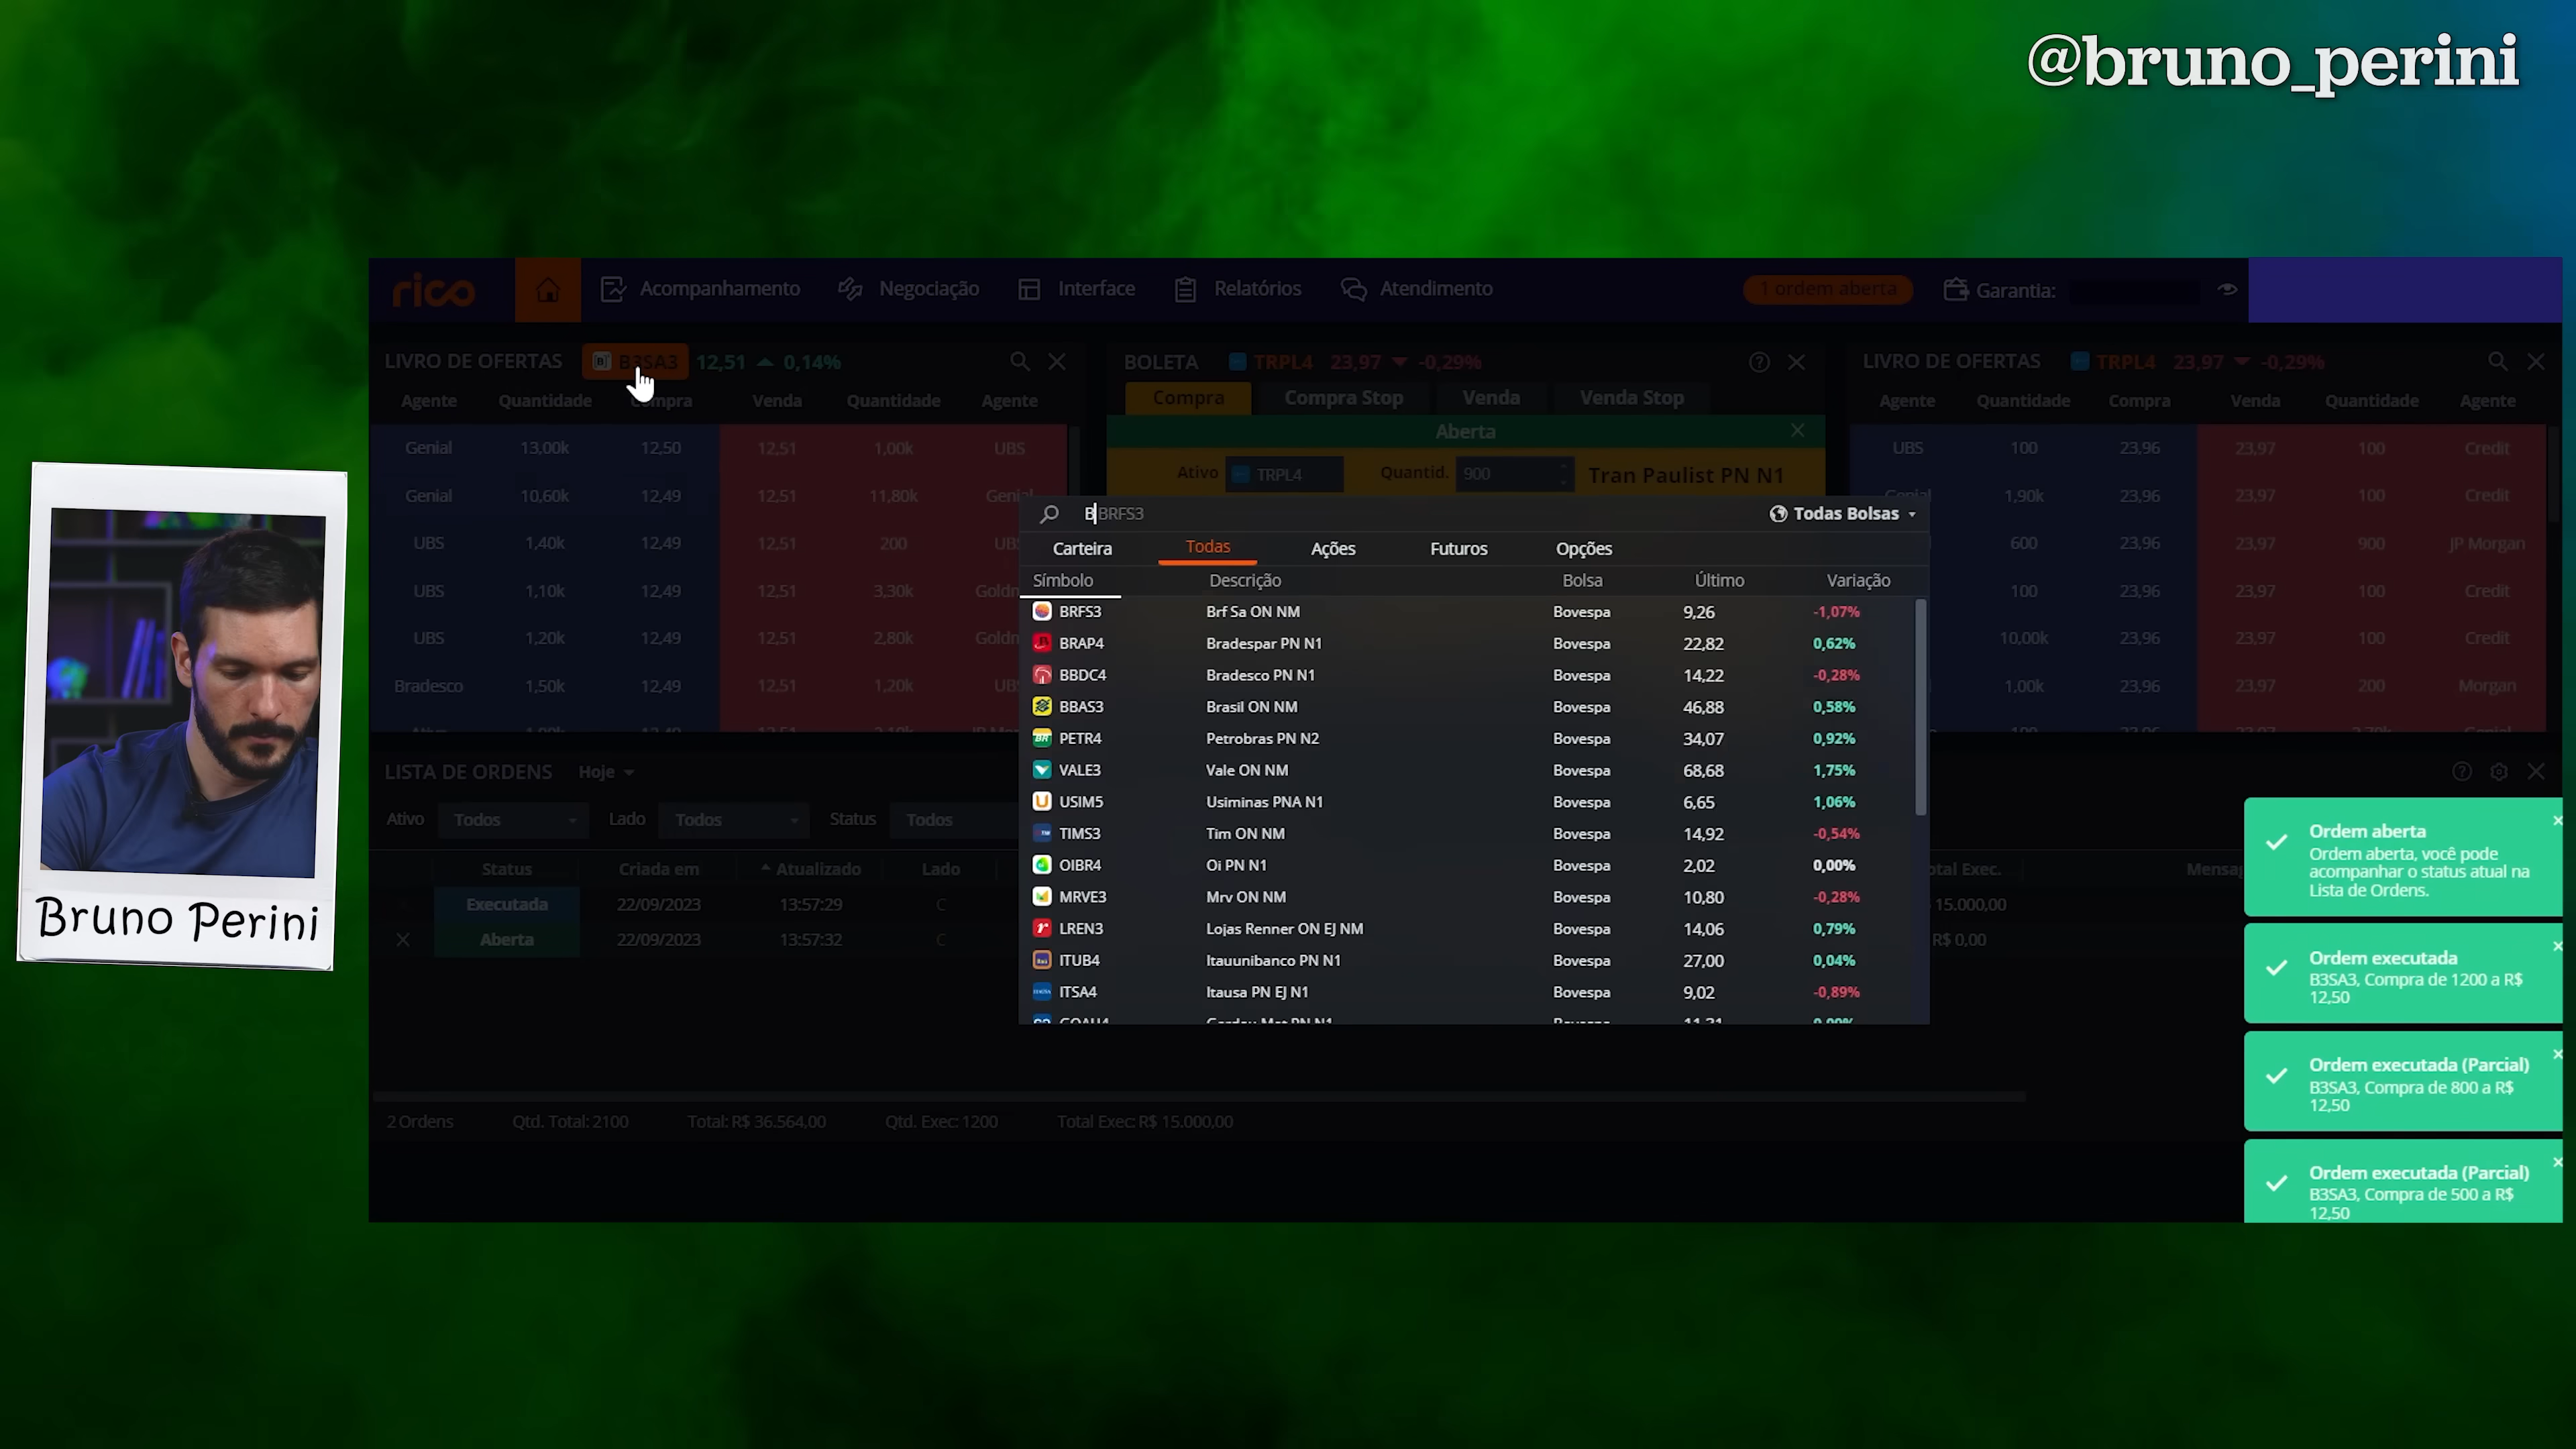 @bruno_perini
rico
Acompanhamento
Negociação
Interface
Relatórios
Atendimento
1 ordem aberta
Garantia:
LIVRO DE OFERTAS B3SA3 12,51 0,14%
Agente Quantidade Compra Venda Quantidade Agente
Genial 13,00k 12,50 12,51 1,00k UBS
Genial 10,60k 12,49 12,51 11,80k Genial
UBS 1,40k 12,49 12,51 200 UBS
UBS 1,10k 12,49 12,51 3,30k
UBS 1,20k 12,49 12,51 2,80k
Bradesco 1,50k 12,49 12,51 1,20k UBS
BOLETA TRPL4 23,97 -0,29%
Compra Compra Stop Venda Venda Stop
Aberta
Ativo TRPL4 Quantid. 900 Tran Paulist PN N1
LIVRO DE OFERTAS TRPL4 23,97 -0,29%
Agente Quantidade Compra Venda Quantidade Agente
UBS 100 23,96 23,97 100 Credit
Genial 1,90k 23,96 23,97 100 Credit
600 23,96 23,97 900 JP Morgan
100 23,96 23,97 100 Credit
10,00k 23,96 23,97 100 Credit
1,00k 23,96 23,97 200 Morgan
B BRFS3 Todas Bolsas
Carteira Todas Ações Futuros Opções
Símbolo Descrição Bolsa Último Variação
BRFS3 Brf Sa ON NM Bovespa 9,26 -1,07%
BRAP4 Bradespar PN N1 Bovespa 22,82 0,62%
BBDC4 Bradesco PN N1 Bovespa 14,22 -0,28%
BBAS3 Brasil ON NM Bovespa 46,88 0,58%
PETR4 Petrobras PN N2 Bovespa 34,07 0,92%
VALE3 Vale ON NM Bovespa 68,68 1,75%
USIM5 Usiminas PNA N1 Bovespa 6,65 1,06%
TIMS3 Tim ON NM Bovespa 14,92 -0,54%
OIBR4 Oi PN N1 Bovespa 2,02 0,00%
MRVE3 Mrv ON NM Bovespa 10,80 -0,28%
LREN3 Lojas Renner ON EJ NM Bovespa 14,06 0,79%
ITUB4 Itauunibanco PN N1 Bovespa 27,00 0,04%
ITSA4 Itausa PN EJ N1 Bovespa 9,02 -0,89%
LISTA DE ORDENS Hoje
Ativo Todos Lado Todos Status Todos
Status Criada em Atualizado Lado
Executada 22/09/2023 13:57:29 C 15.000,00
Aberta 22/09/2023 13:57:32 C R$ 0,00
2 Ordens Qtd. Total: 2100 Total: R$ 36.564,00 Qtd. Exec: 1200 Total Exec: R$ 15.000,00
Ordem aberta
Ordem aberta, você pode
acompanhar o status atual na
Lista de Ordens.
Ordem executada
B3SA3, Compra de 1200 a R$
12,50
Ordem executada (Parcial)
B3SA3, Compra de 800 a R$
12,50
Ordem executada (Parcial)
B3SA3, Compra de 500 a R$
12,50
Bruno Perini